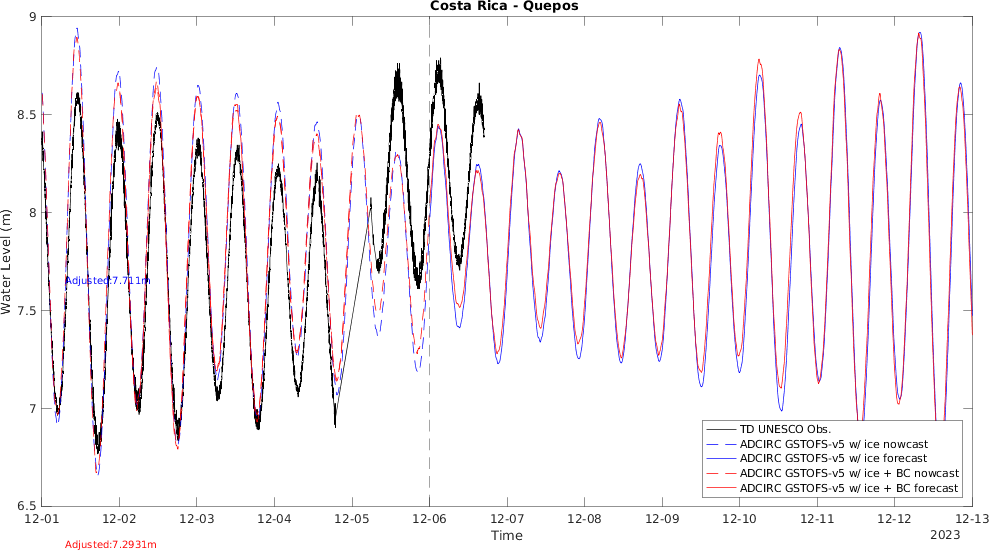 Costa Rica - Quepos
9
8.5
8
7.5
7
6.5
Water Level (m)
Adjusted:7.711m
TD UNESCO Obs.
ADCIRC GSTOFS-v5 w/ ice nowcast
ADCIRC GSTOFS-v5 w/ ice forecast
ADCIRC GSTOFS-v5 w/ ice + BC nowcast
ADCIRC GSTOFS-v5 w/ ice + BC forecast
12-01 12-02 12-03 12-04 12-05 12-06 12-07 12-08 12-09 12-10 12-11 12-12 12-13
Time
2023
Adjusted:7.2931m